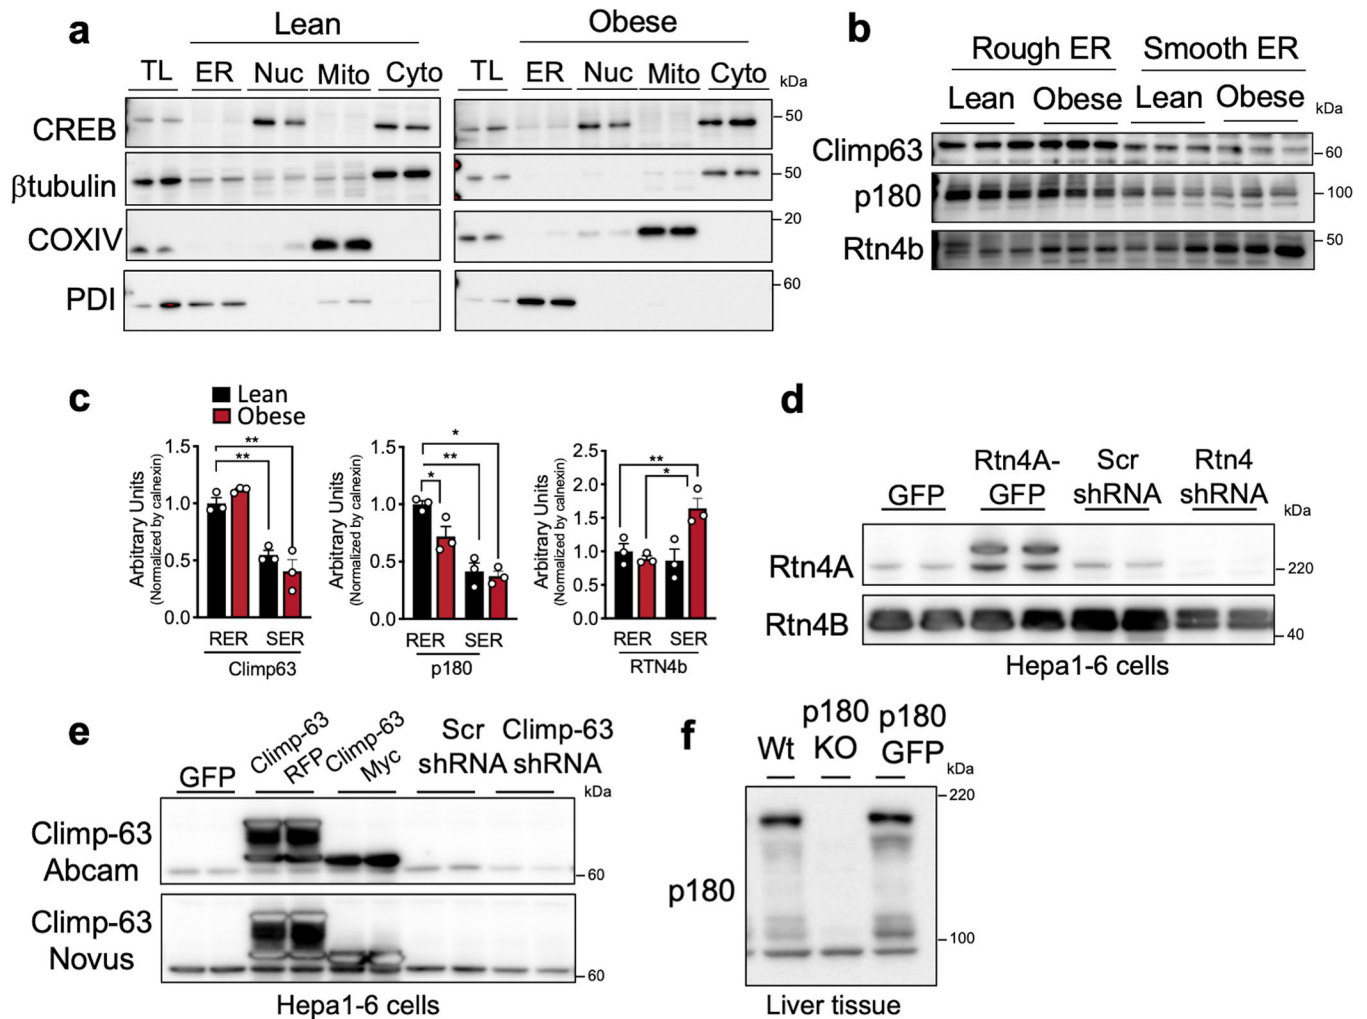 a
Lean
Obese
TL ER Nuc Mito Cyto
TL ER Nuc Mito Cyto
kDa
CREB
50
βtubulin
50
COXIV
20
PDI
60
b
Rough ER Smooth ER
Lean Obese Lean Obese
kDa
Climp63
60
p180
100
Rtn4b
50
c
Lean
Obese
Arbitrary Units
(Normalized by calnexin)
1.5
1.0
0.5
0.0
**
**
RER SER
Climp63
Arbitrary Units
(Normalized by calnexin)
1.5
1.0
0.5
0.0
*
**
*
RER SER
p180
Arbitrary Units
(Normalized by calnexin)
2.5
2.0
1.5
1.0
0.5
0.0
**
*
RER SER
RTN4b
d
GFP
Rtn4A-
GFP
Scr
shRNA
Rtn4
shRNA
kDa
Rtn4A
220
Rtn4B
40
Hepa1-6 cells
e
GFP
Climp-63
RFP
Climp-63
Myc
Scr
shRNA
Climp-63
shRNA
kDa
Climp-63
Abcam
60
Climp-63
Novus
60
Hepa1-6 cells
f
Wt
p180
KO
p180
GFP
kDa
220
p180
100
Liver tissue